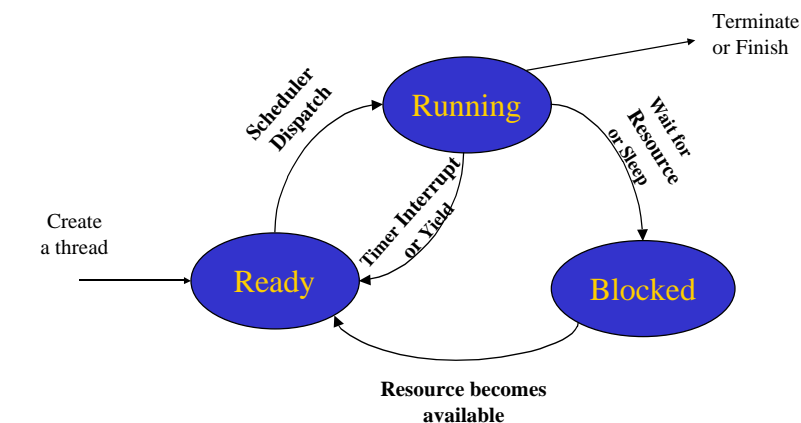 Terminate
or Finish
Scheduler
Dispatch
Running
Wait for
Resource
or Sleep
Timer Interrupt
or Yield
Create
a thread
Ready
Blocked
Resource becomes
available